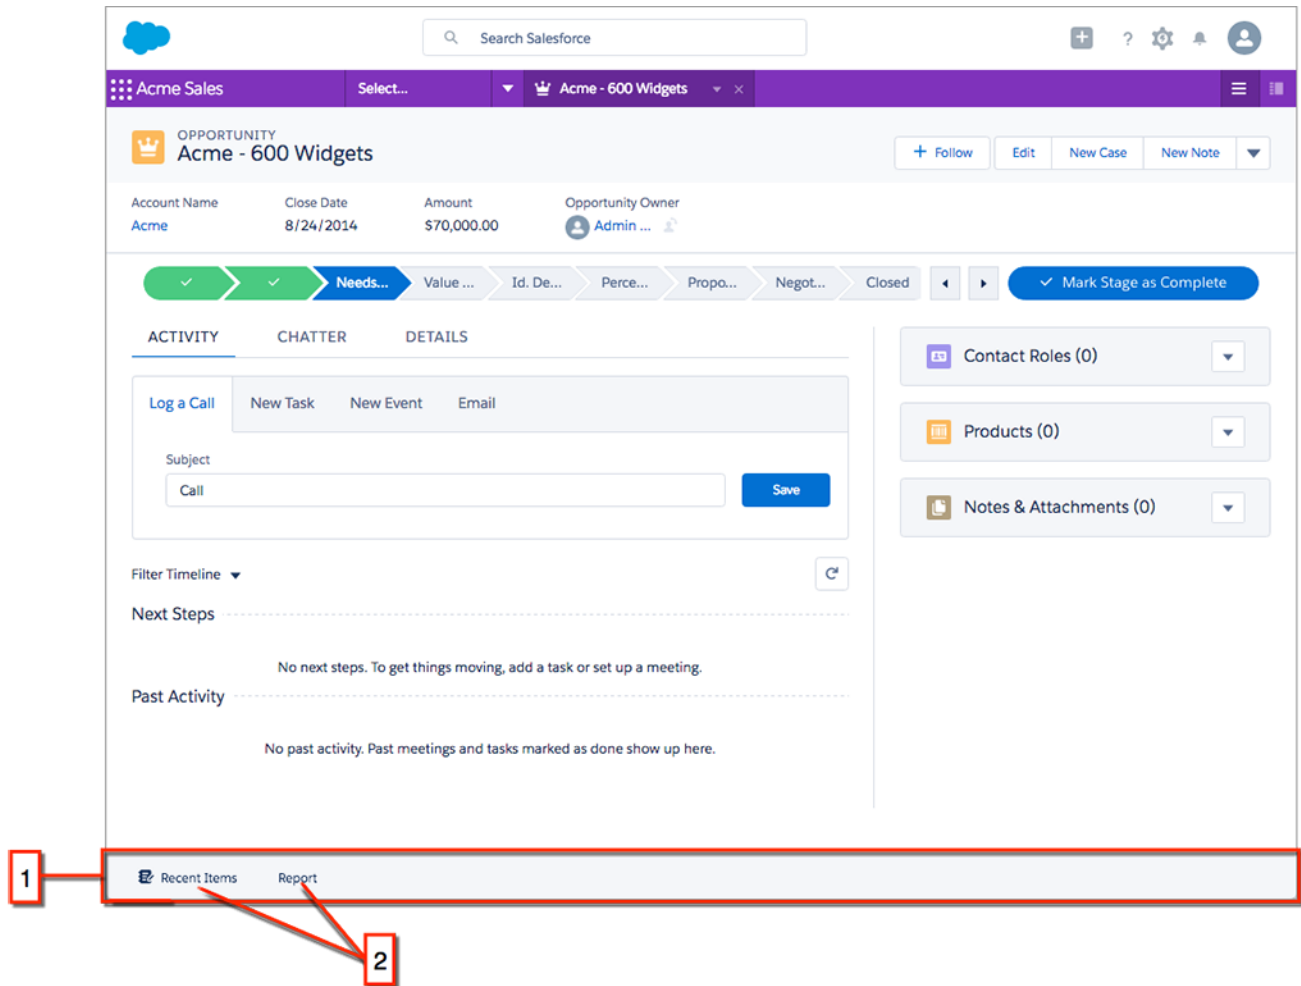 Search Salesforce
?
Acme Sales Select... Acme - 600 Widgets
OPPORTUNITY
Acme - 600 Widgets
+ Follow Edit New Case New Note
Account Name Close Date Amount Opportunity Owner
Acme 8/24/2014 $70,000.00 Admin ...
Needs... Value ... Id. De... Perce... Propo... Negot... Closed Mark Stage as Complete
ACTIVITY CHATTER DETAILS
Contact Roles (0)
Log a Call New Task New Event Email
Products (0)
Subject
Call Save
Notes & Attachments (0)
Filter Timeline
Next Steps
No next steps. To get things moving, add a task or set up a meeting.
Past Activity
No past activity. Past meetings and tasks marked as done show up here.
1
Recent Items Report
2